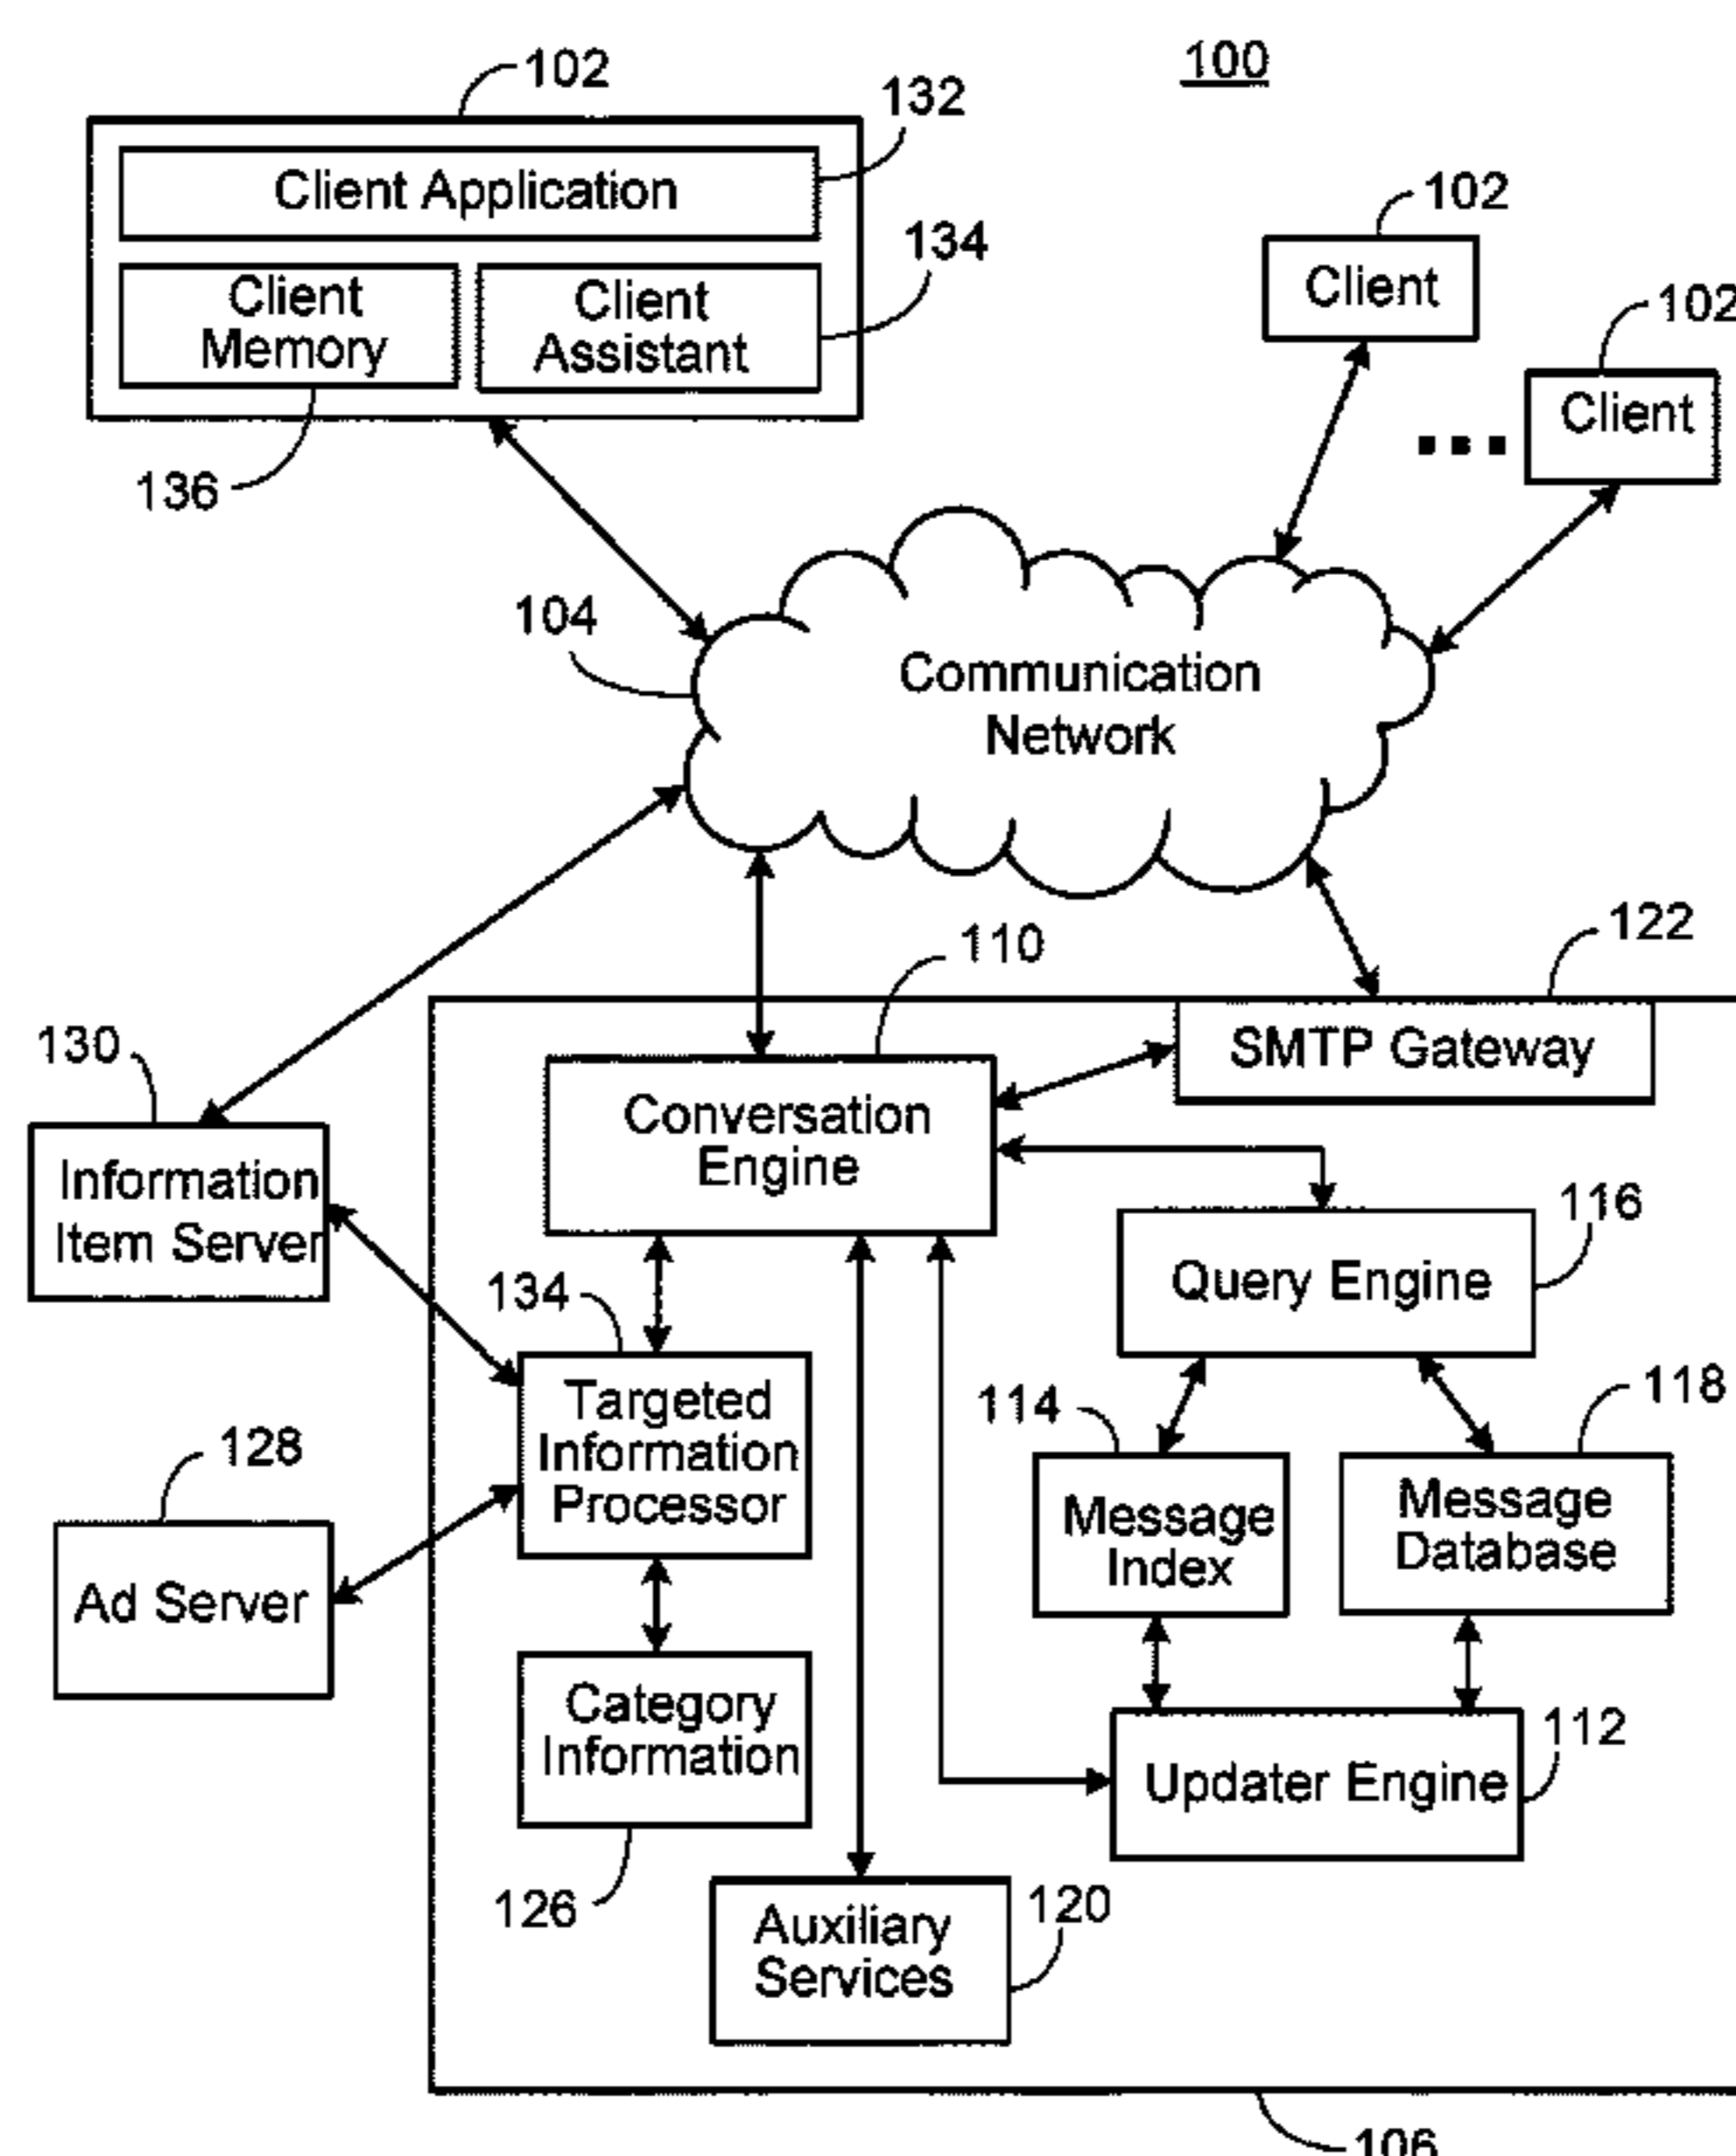 100
102
132
Client Application
134
Client
Memory
Client
Assistant
136
102
Client
102
Client
104
Communication
Network
110
122
SMTP Gateway
130
Information
Item Server
Conversation
Engine
116
Query Engine
134
Targeted
Information
Processor
114
118
Message
Index
Message
Database
128
Ad Server
Category
Information
126
112
Updater Engine
Auxiliary
Services
120
106